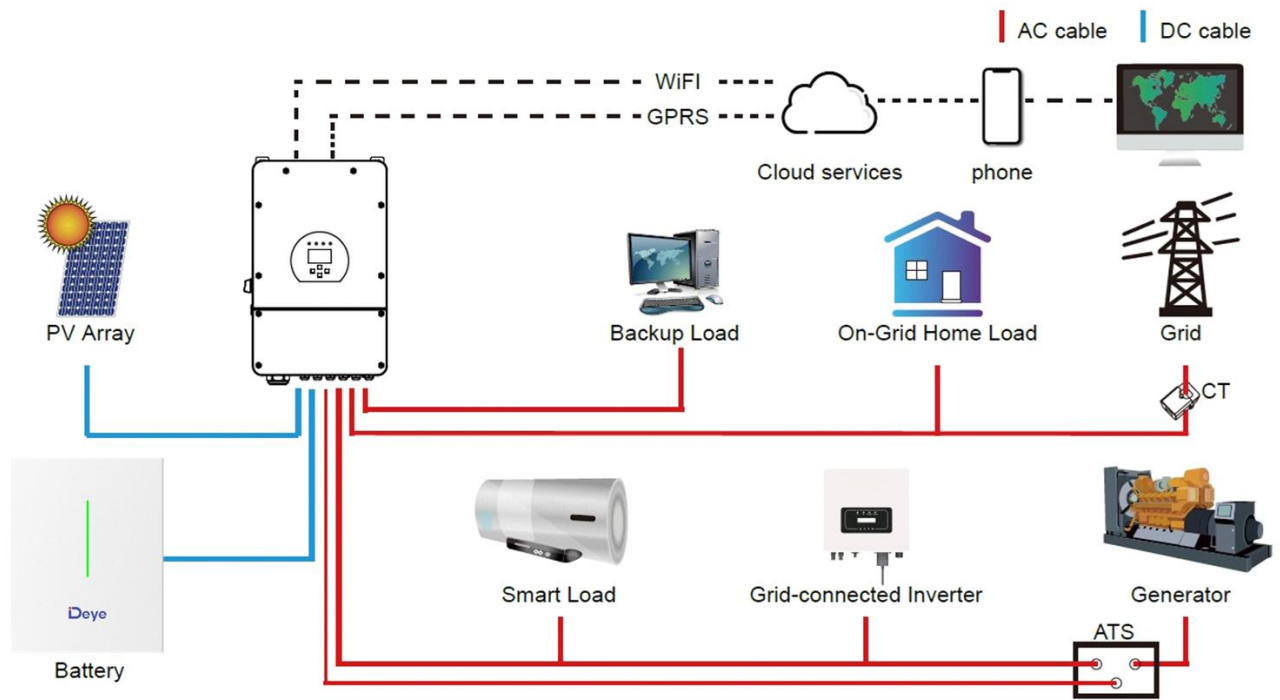 AC cable
DC cable
WiFI
GPRS
Cloud services
phone
PV Array
Backup Load
On-Grid Home Load
Grid
CT
Deye
Battery
Smart Load
Grid-connected Inverter
Generator
ATS